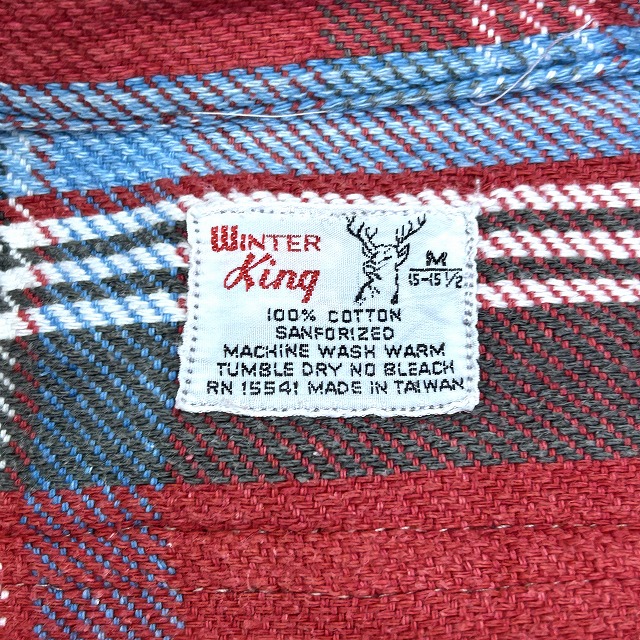 WINTER
King
M
15-15 1/2
100% COTTON
SANFORIZED
MACHINE WASH WARM
TUMBLE DRY NO BLEACH
RN 15541 MADE IN TAIWAN